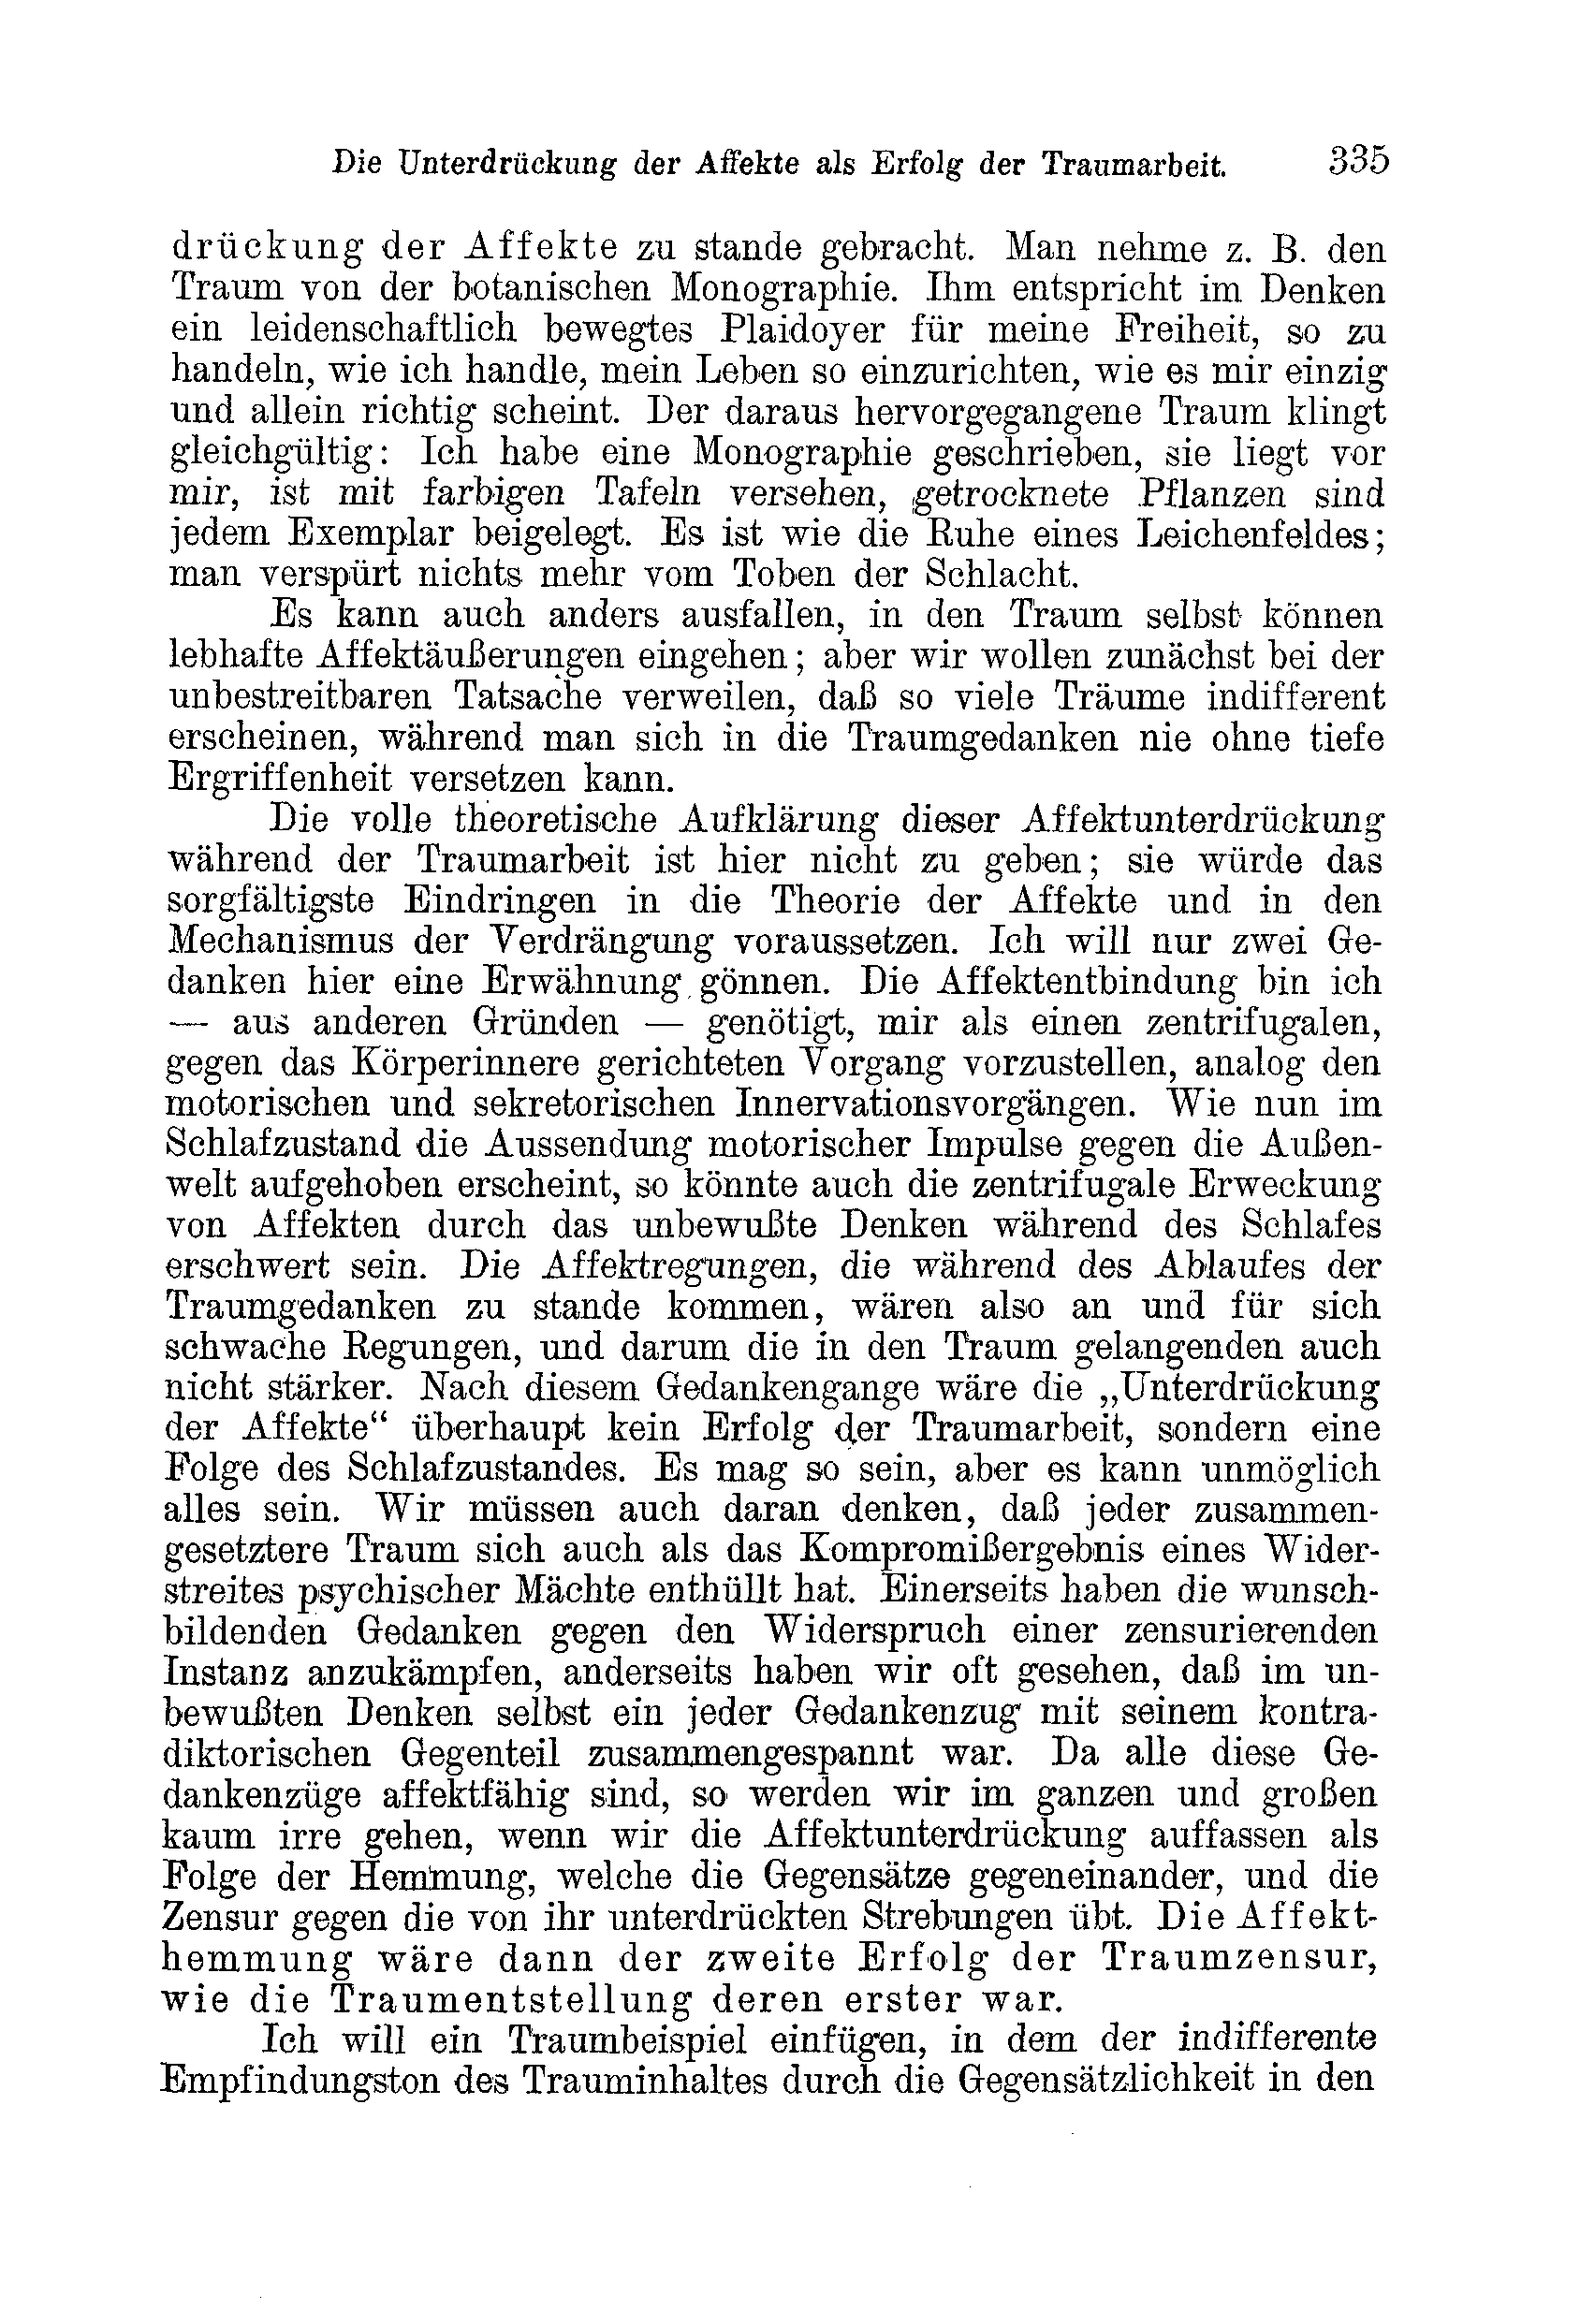 Die Unterdrückung der Affekte als Erfolg der Traumarbeit. 335
drückung der Affekte zu stande gebracht. Man nehme z. B. den
Traum von der botanischen Monographie. Ihm entspricht im Denken
ein leidenschaftlich bewegtes Plaidoyer für meine Freiheit, so zu
handeln, wie ich handle, mein Leben so einzurichten, wie es mir einzig
und allein richtig scheint. Der daraus hervorgegangene Traum klingt
gleichgültig: Ich habe eine Monographie geschrieben, sie liegt vor
mir, ist mit farbigen Tafeln versehen, getrocknete Pflanzen sind
jedem Exemplar beigelegt. Es ist wie die Ruhe eines Leichenfeldes;
man verspürt nichts mehr vom Toben der Schlacht.
Es kann auch anders ausfallen, in den Traum selbst können
lebhafte Affektäußerungen eingehen; aber wir wollen zunächst bei der
unbestreitbaren Tatsache verweilen, daß so viele Träume indifferent
erscheinen, während man sich in die Traumgedanken nie ohne tiefe
Ergriffenheit versetzen kann.
Die volle theoretische Aufklärung dieser Affektunterdrückung
während der Traumarbeit ist hier nicht zu geben; sie würde das
sorgfältigste Eindringen in die Theorie der Affekte und in den
Mechanismus der Verdrängung voraussetzen. Ich will nur zwei Ge-
danken hier eine Erwähnung gönnen. Die Affektentbindung bin ich
— aus anderen Gründen — genötigt, mir als einen zentrifugalen,
gegen das Körperinnere gerichteten Vorgang vorzustellen, analog den
motorischen und sekretorischen Innervationsvorgängen. Wie nun im
Schlafzustand die Aussendung motorischer Impulse gegen die Außen-
welt aufgehoben erscheint, so könnte auch die zentrifugale Erweckung
von Affekten durch das unbewußte Denken während des Schlafes
erschwert sein. Die Affektregungen, die während des Ablaufes der
Traumgedanken zu stande kommen, wären also an und für sich
schwache Regungen, und darum die in den Traum gelangenden auch
nicht stärker. Nach diesem Gedankengange wäre die „Unterdrückung
der Affekte“ überhaupt kein Erfolg der Traumarbeit, sondern eine
Folge des Schlafzustandes. Es mag so sein, aber es kann unmöglich
alles sein. Wir müssen auch daran denken, daß jeder zusammen-
gesetztere Traum sich auch als das Kompromißergebnis eines Wider-
streites psychischer Mächte enthüllt hat. Einerseits haben die wunsch-
bildenden Gedanken gegen den Widerspruch einer zensurierenden
Instanz anzukämpfen, anderseits haben wir oft gesehen, daß im un-
bewußten Denken selbst ein jeder Gedankenzug mit seinem kontra-
diktorischen Gegenteil zusammengespannt war. Da alle diese Ge-
dankenzüge affektfähig sind, so werden wir im ganzen und großen
kaum irre gehen, wenn wir die Affektunterdrückung auffassen als
Folge der Hemmung, welche die Gegensätze gegeneinander, und die
Zensur gegen die von ihr unterdrückten Strebungen übt. Die Affekt-
hemmung wäre dann der zweite Erfolg der Traumzensur,
wie die Traumentstellung deren erster war.
Ich will ein Traumbeispiel einfügen, in dem der indifferente
Empfindungston des Trauminhaltes durch die Gegensätzlichkeit in den